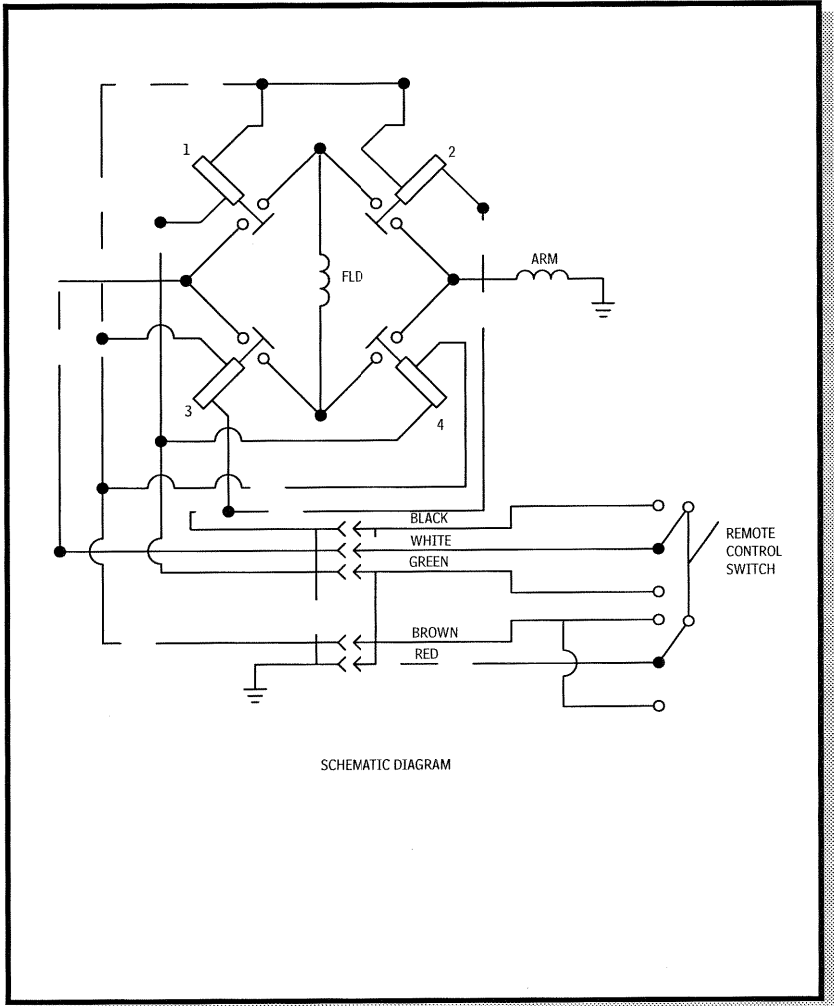 1
2
ARM
FLD
3
4
BLACK
WHITE
GREEN
BROWN
RED
REMOTE
CONTROL
SWITCH
SCHEMATIC DIAGRAM